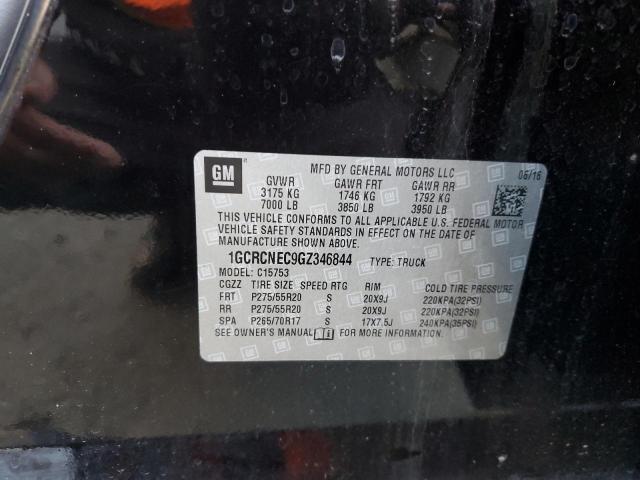 GM
MFD BY GENERAL MOTORS LLC 06/16
GVWR GAWR FRT GAWR RR
3175 KG 1746 KG 1792 KG
7000 LB 3850 LB 3950 LB
THIS VEHICLE CONFORMS TO ALL APPLICABLE U.S. FEDERAL MOTOR
VEHICLE SAFETY STANDARDS IN EFFECT ON THE DATE OF
MANUFACTURE SHOWN ABOVE.
1GCRCNEC9GZ346844 TYPE: TRUCK
MODEL: C15753
CGZZ TIRE SIZE SPEED RTG RIM COLD TIRE PRESSURE
FRT P275/55R20 S 20X9J 220KPA(32PSI)
RR P275/55R20 S 20X9J 220KPA(32PSI)
SPA P265/70R17 S 17X7.5J 240KPA(35PSI)
SEE OWNER'S MANUAL FOR MORE INFORMATION.